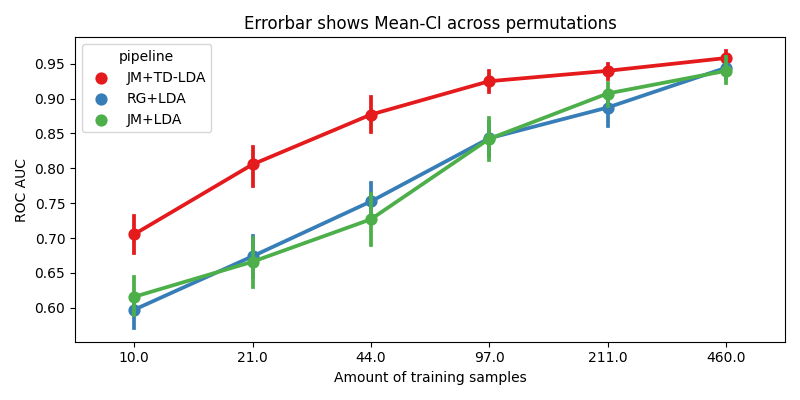 Errorbar shows Mean-CI across permutations
pipeline
JM+TD-LDA
RG+LDA
JM+LDA
ROC AUC
0.95
0.90
0.85
0.80
0.75
0.70
0.65
0.60
10.0 21.0 44.0 97.0 211.0 460.0
Amount of training samples